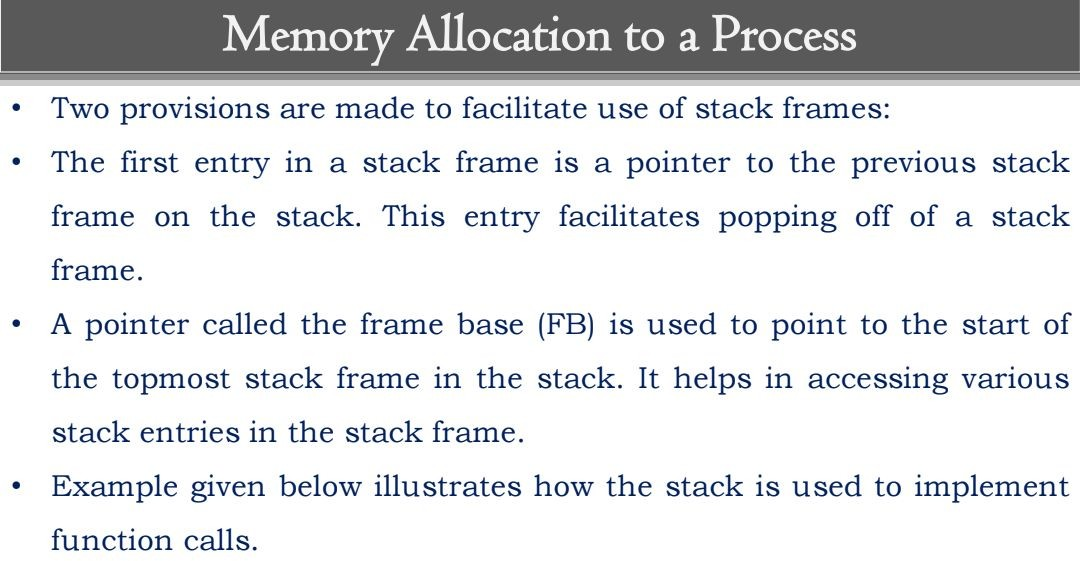 Memory Allocation to a Process
• Two provisions are made to facilitate use of stack frames:
• The first entry in a stack frame is a pointer to the previous stack
frame on the stack. This entry facilitates popping off of a stack
frame.
• A pointer called the frame base (FB) is used to point to the start of
the topmost stack frame in the stack. It helps in accessing various
stack entries in the stack frame.
• Example given below illustrates how the stack is used to implement
function calls.